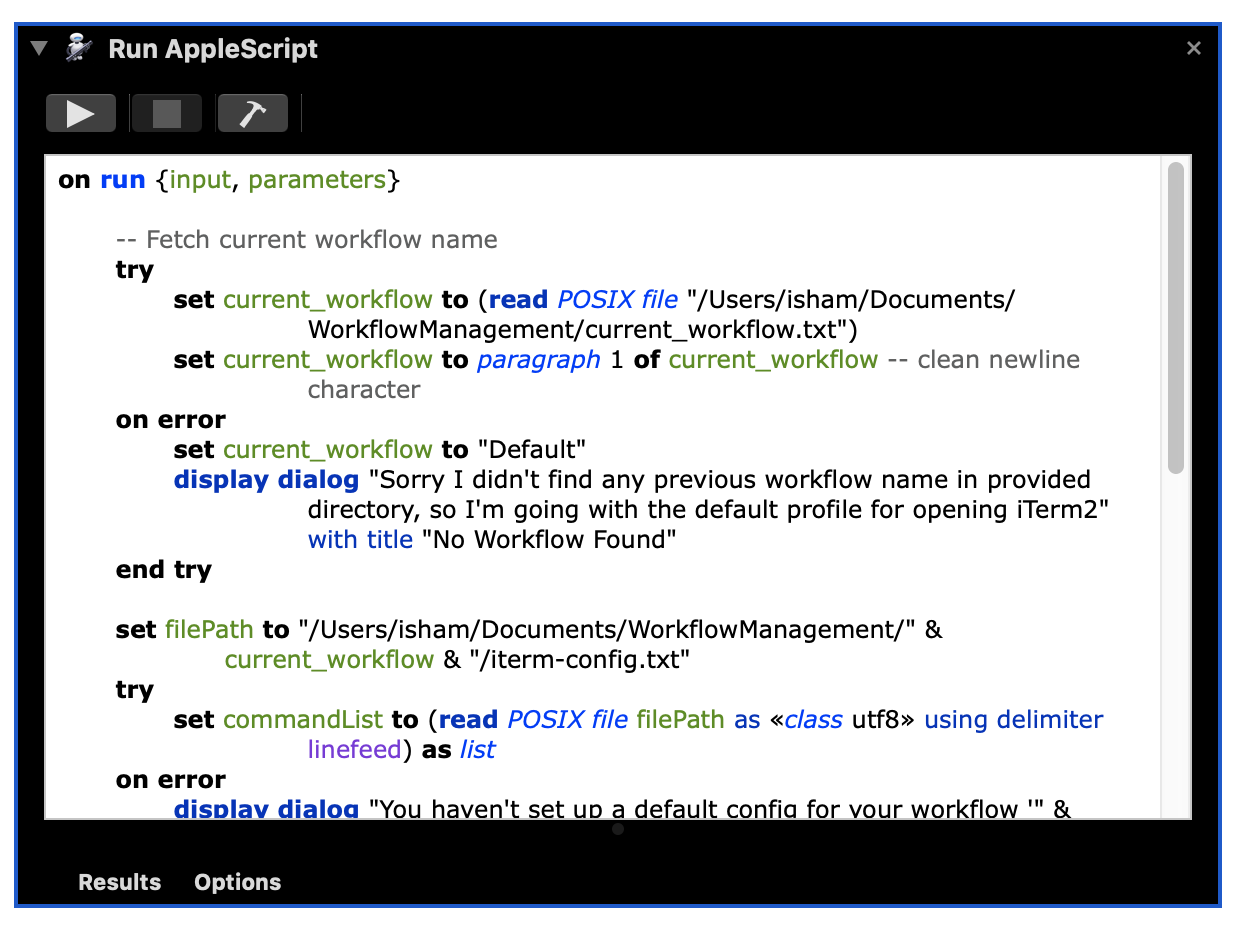 Run AppleScript
on run {input, parameters}
-- Fetch current workflow name
try
set current_workflow to (read POSIX file "/Users/isham/Documents/
WorkflowManagement/current_workflow.txt")
set current_workflow to paragraph 1 of current_workflow -- clean newline
character
on error
set current_workflow to "Default"
display dialog "Sorry I didn't find any previous workflow name in provided
directory, so I'm going with the default profile for opening iTerm2"
with title "No Workflow Found"
end try
set filePath to "/Users/isham/Documents/WorkflowManagement/" &
current_workflow & "/iterm-config.txt"
try
set commandList to (read POSIX file filePath as «class utf8» using delimiter
linefeed) as list
on error
display dialog "You haven't set up a default config for your workflow '" &
Results Options